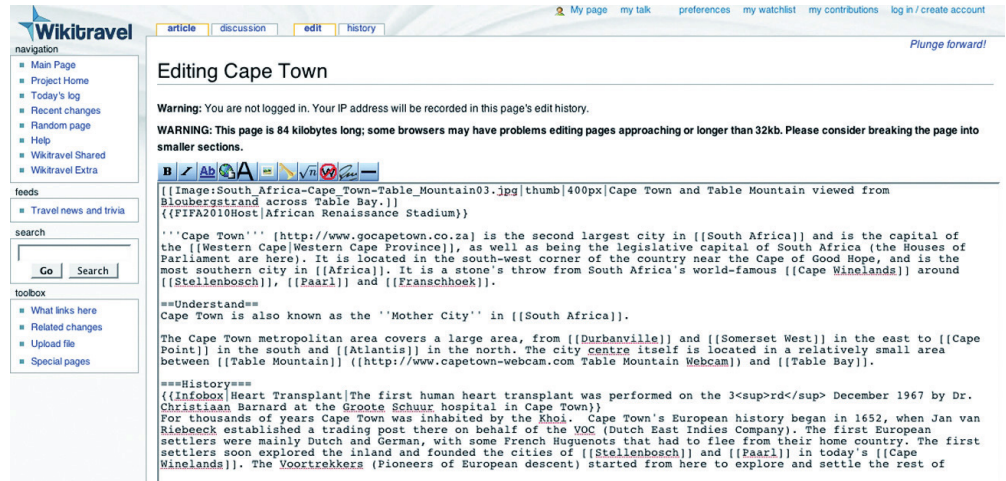 My page my talk preferences my watchlist my contributions log in / create account
Wikitravel
article discussion edit history
Plunge forward!
navigation
Main Page
Project Home
Today's log
Recent changes
Random page
Help
Wikitravel Shared
Wikitravel Extra
feeds
Travel news and trivia
search
Go Search
toolbox
What links here
Related changes
Upload file
Special pages
Editing Cape Town
Warning: You are not logged in. Your IP address will be recorded in this page's edit history.
WARNING: This page is 84 kilobytes long; some browsers may have problems editing pages approaching or longer than 32kb. Please consider breaking the page into
smaller sections.
B I Ab A √n W
[[Image:South_Africa-Cape_Town-Table_Mountain03.jpg|thumb|400px|Cape Town and Table Mountain viewed from
Bloubergstrand across Table Bay.]]
{{FIFA2010Host|African Renaissance Stadium}}
'''Cape Town''' [http://www.gocapetown.co.za] is the second largest city in [[South Africa]] and is the capital of
the [[Western Cape|Western Cape Province]], as well as being the legislative capital of South Africa (the Houses of
Parliament are here). It is located in the south-west corner of the country near the Cape of Good Hope, and is the
most southern city in [[Africa]]. It is a stone's throw from South Africa's world-famous [[Cape Winelands]] around
[[Stellenbosch]], [[Paarl]] and [[Franschhoek]].
==Understand==
Cape Town is also known as the ''Mother City'' in [[South Africa]].
The Cape Town metropolitan area covers a large area, from [[Durbanville]] and [[Somerset West]] in the east to [[Cape
Point]] in the south and [[Atlantis]] in the north. The city centre itself is located in a relatively small area
between [[Table Mountain]] ([http://www.capetown-webcam.com Table Mountain Webcam]) and [[Table Bay]].
===History===
{{Infobox|Heart Transplant|The first human heart transplant was performed on the 3<sup>rd</sup> December 1967 by Dr.
Christiaan Barnard at the Groote Schuur hospital in Cape Town}}
For thousands of years Cape Town was inhabited by the Khoi. Cape Town's European history began in 1652, when Jan van
Riebeeck established a trading post there on behalf of the VOC (Dutch East Indies Company). The first European
settlers were mainly Dutch and German, with some French Huguenots that had to flee from their home country. The first
settlers soon explored the inland and founded the cities of [[Stellenbosch]] and [[Paarl]] in today's [[Cape
Winelands]]. The Voortrekkers (Pioneers of European descent) started from here to explore and settle the rest of